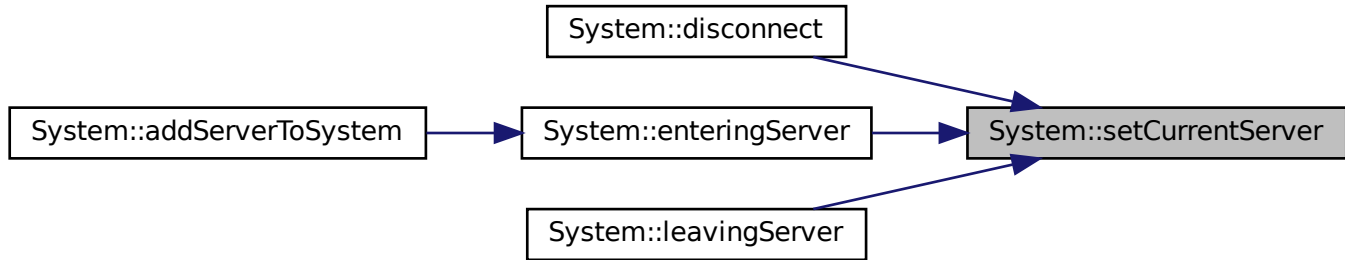 System::disconnect
System::addServerToSystem
System::enteringServer
System::setCurrentServer
System::leavingServer